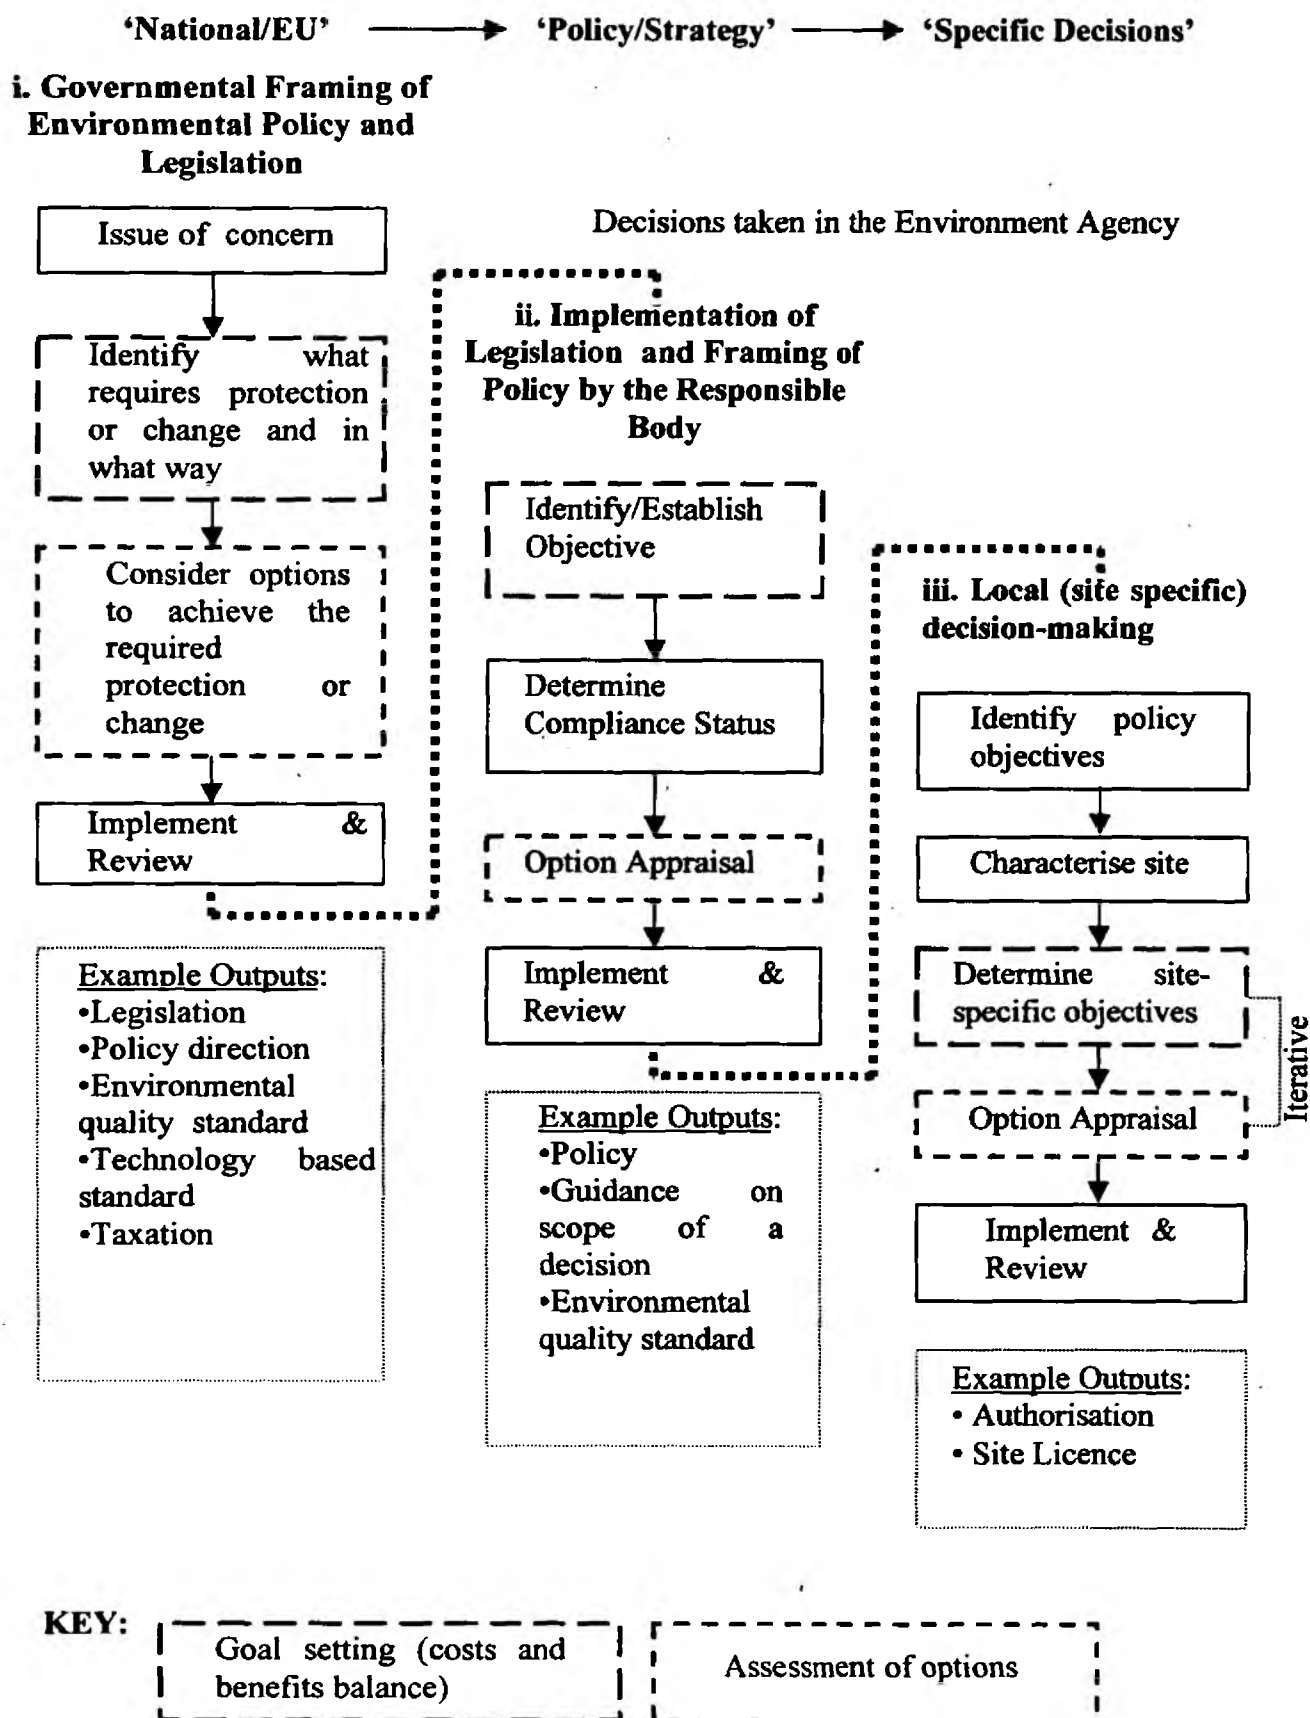 ‘National/EU’ ‘Policy/Strategy’ ‘Specific Decisions’
i. Governmental Framing of
Environmental Policy and
Legislation
Issue of concern
Identify what
requires protection
or change and in
what way
Consider options
to achieve the
required
protection or
change
Implement &
Review
Example Outputs:
•Legislation
•Policy direction
•Environmental
quality standard
•Technology based
standard
•Taxation
Decisions taken in the Environment Agency
ii. Implementation of
Legislation and Framing of
Policy by the Responsible
Body
Identify/Establish
Objective
Determine
Compliance Status
Option Appraisal
Implement &
Review
Example Outputs:
•Policy
•Guidance on
scope of a
decision
•Environmental
quality standard
iii. Local (site specific)
decision-making
Identify policy
objectives
Characterise site
Determine site-
specific objectives
Option Appraisal
Iterative
Implement &
Review
Example Outputs:
• Authorisation
• Site Licence
KEY:
Goal setting (costs and
benefits balance)
Assessment of options